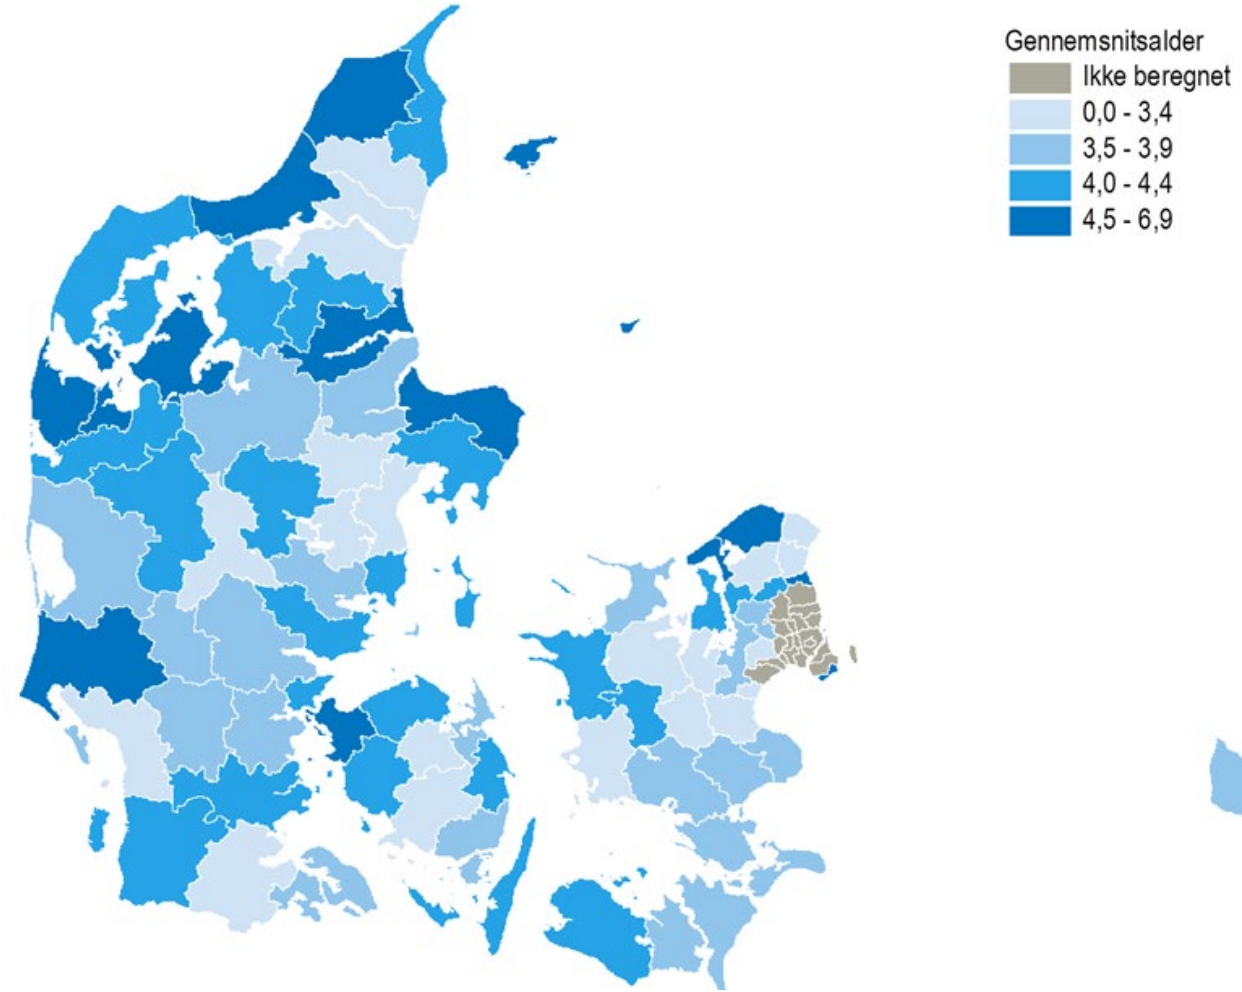 Gennemsnitsalder
Ikke beregnet
0,0 - 3,4
3,5 - 3,9
4,0 - 4,4
4,5 - 6,9